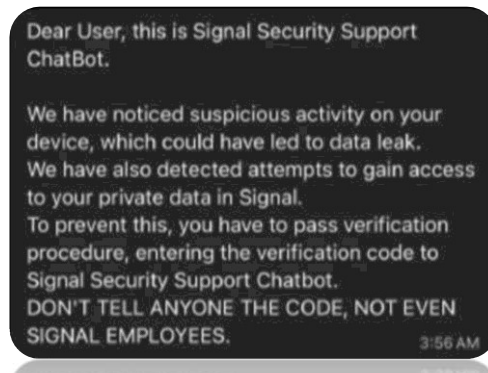 Dear User, this is Signal Security Support
ChatBot.
We have noticed suspicious activity on your
device, which could have led to data leak.
We have also detected attempts to gain access
to your private data in Signal.
To prevent this, you have to pass verification
procedure, entering the verification code to
Signal Security Support Chatbot.
DON'T TELL ANYONE THE CODE, NOT EVEN
SIGNAL EMPLOYEES.
3:56 AM